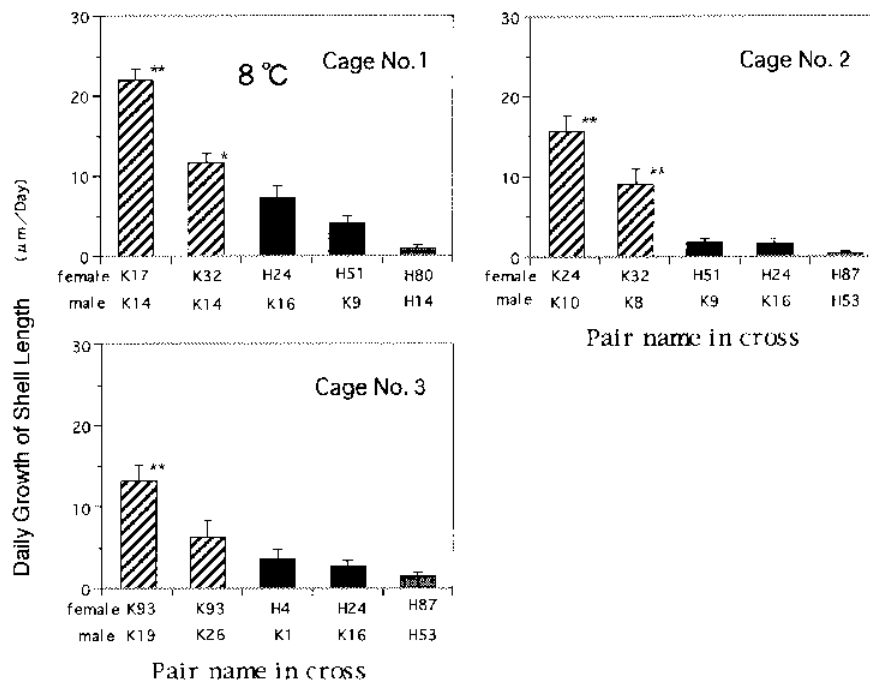 30
20
10
0
8 ℃
Cage No.1
**
*
female K17 K32 H24 H51 H80
male K14 K14 K16 K9 H14
30
20
10
0
Cage No. 2
**
**
female K24 K32 H51 H24 H87
male K10 K8 K9 K16 H53
Pair name in cross
30
20
10
0
Cage No. 3
**
female K93 K93 H4 H24 H87
male K19 K26 K1 K16 H53
Pair name in cross
Daily Growth of Shell Length (μm/Day)